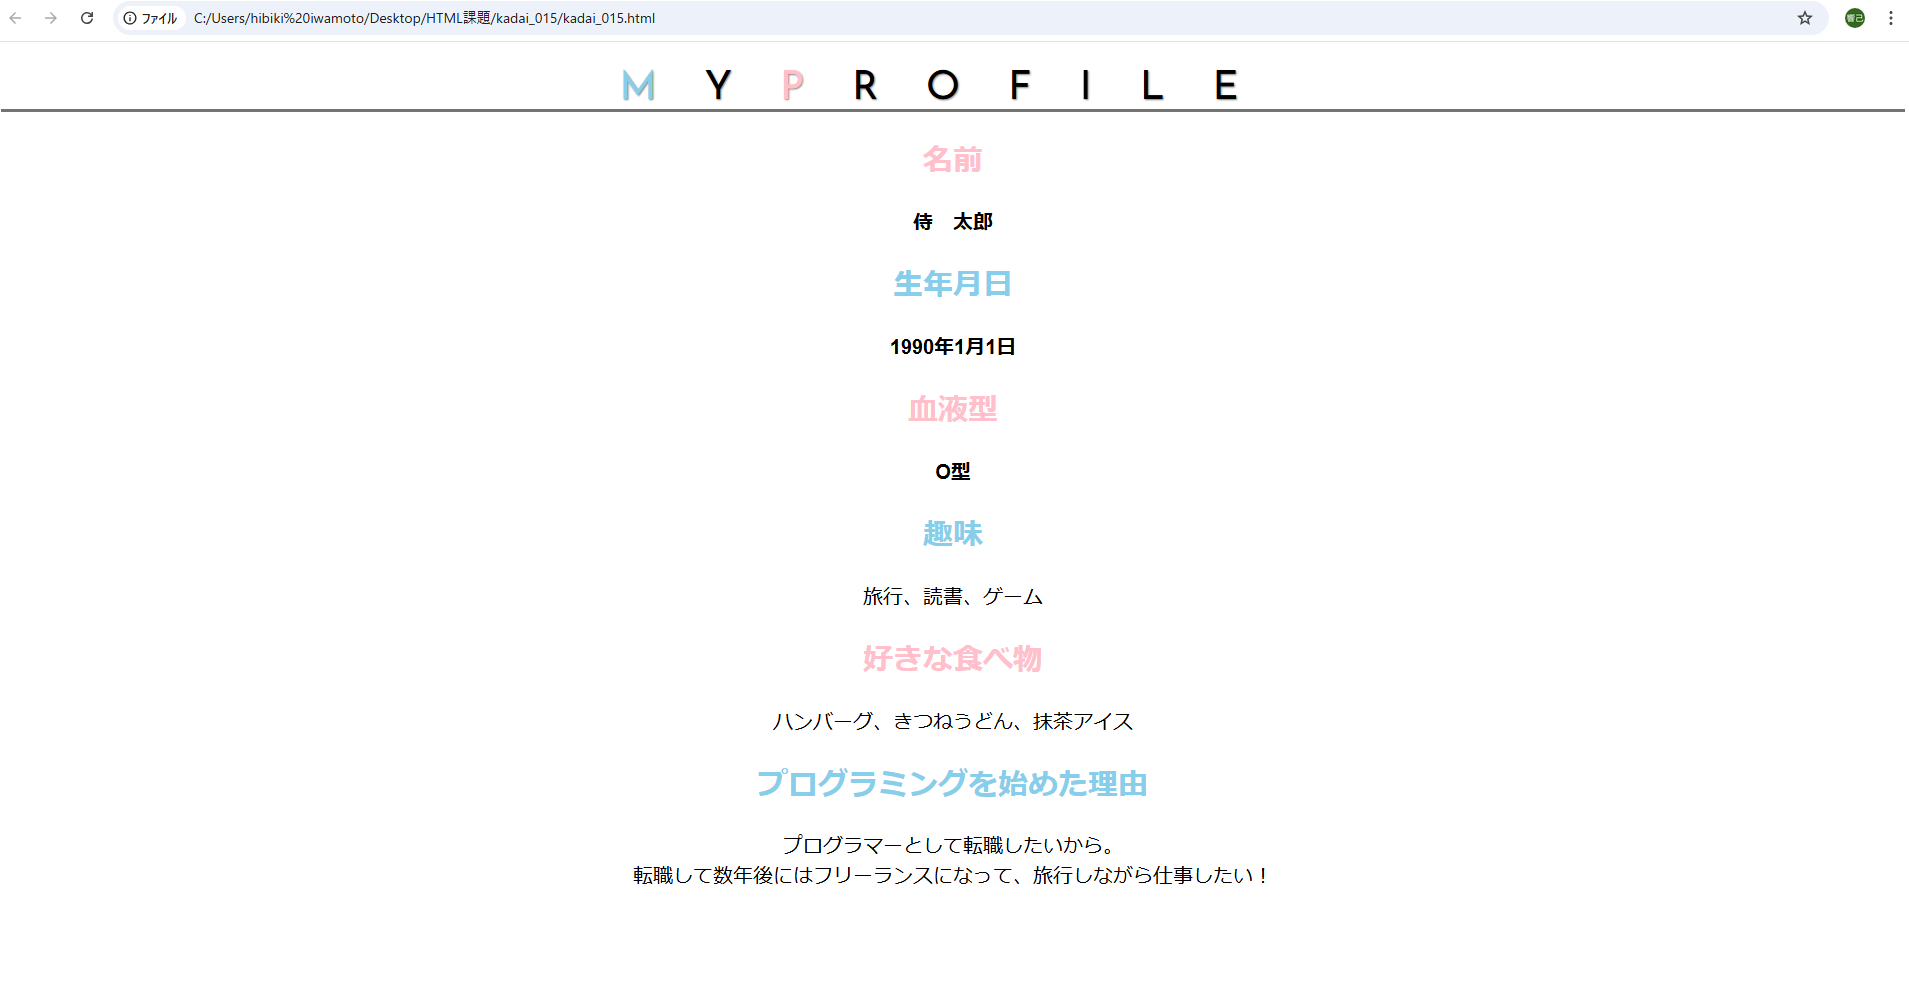 ファイル C:/Users/hibiki%20iwamoto/Desktop/HTML課題/kadai_015/kadai_015.html 響己
MY PROFILE
名前
侍　太郎
生年月日
1990年1月1日
血液型
O型
趣味
旅行、読書、ゲーム
好きな食べ物
ハンバーグ、きつねうどん、抹茶アイス
プログラミングを始めた理由
プログラマーとして転職したいから。
転職して数年後にはフリーランスになって、旅行しながら仕事したい！